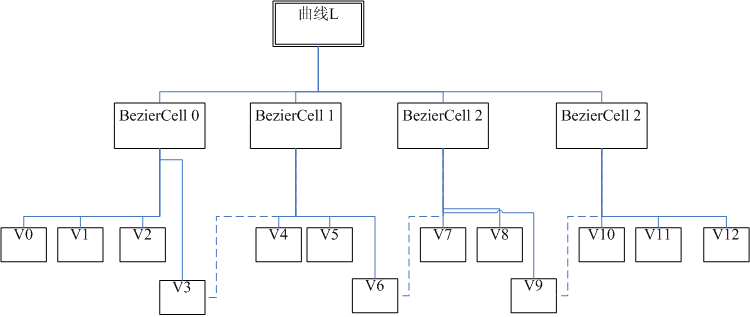 曲线L
BezierCell 0
BezierCell 1
BezierCell 2
BezierCell 2
V0
V1
V2
V4
V5
V7
V8
V10
V11
V12
V3
V6
V9